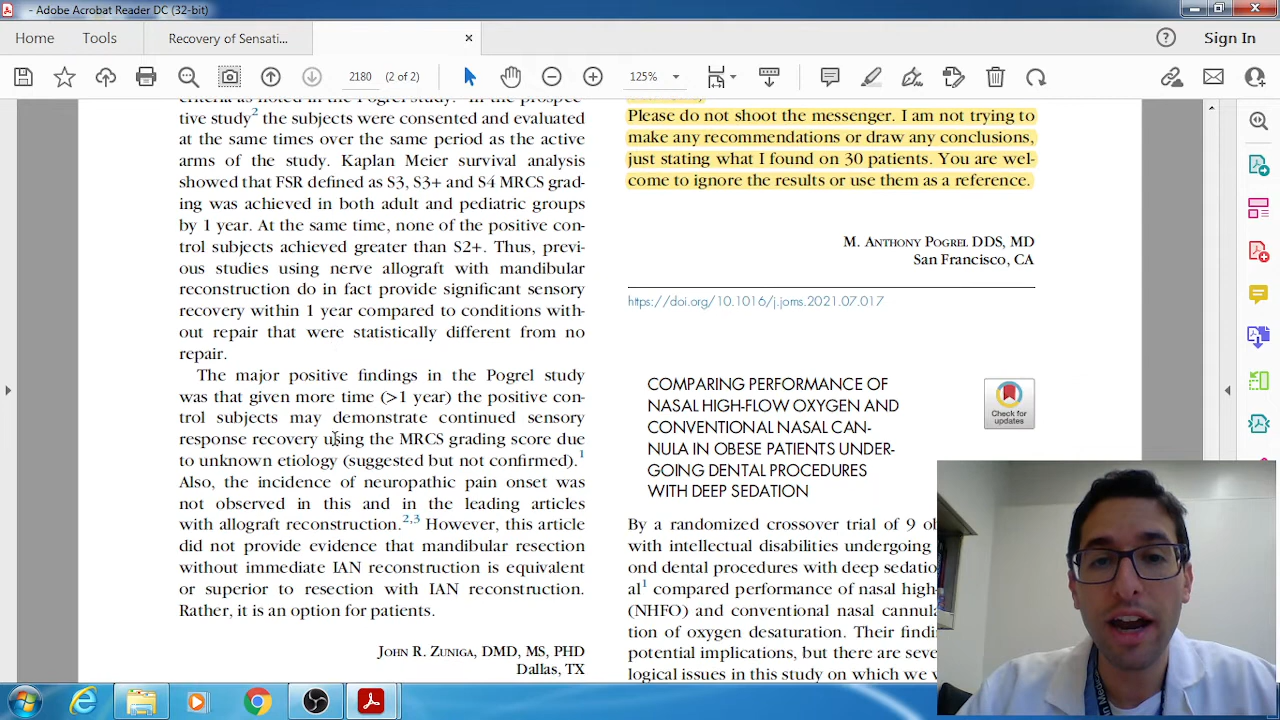 - Adobe Acrobat Reader DC (32-bit)
Home
Tools
Recovery of Sensati...
Sign In
2180
(2 of 2)
125%
criteria as noted in the Pogrel study. In the prospec-
tive study2 the subjects were consented and evaluated
at the same times over the same period as the active
arms of the study. Kaplan Meier survival analysis
showed that FSR defined as S3, S3+ and S4 MRCS grad-
ing was achieved in both adult and pediatric groups
by 1 year. At the same time, none of the positive con-
trol subjects achieved greater than S2+. Thus, previ-
ous studies using nerve allograft with mandibular
reconstruction do in fact provide significant sensory
recovery within 1 year compared to conditions with-
out repair that were statistically different from no
repair.
The major positive findings in the Pogrel study
was that given more time (>1 year) the positive con-
trol subjects may demonstrate continued sensory
response recovery using the MRCS grading score due
to unknown etiology (suggested but not confirmed).1
Also, the incidence of neuropathic pain onset was
not observed in this and in the leading articles
with allograft reconstruction.2,3 However, this article
did not provide evidence that mandibular resection
without immediate IAN reconstruction is equivalent
or superior to resection with IAN reconstruction.
Rather, it is an option for patients.
JOHN R. ZUNIGA, DMD, MS, PHD
Dallas, TX
Please do not shoot the messenger. I am not trying to
make any recommendations or draw any conclusions,
just stating what I found on 30 patients. You are wel-
come to ignore the results or use them as a reference.
M. ANTHONY POGREL DDS, MD
San Francisco, CA
https://doi.org/10.1016/j.joms.2021.07.017
COMPARING PERFORMANCE OF
NASAL HIGH-FLOW OXYGEN AND
CONVENTIONAL NASAL CAN-
NULA IN OBESE PATIENTS UNDER-
GOING DENTAL PROCEDURES
WITH DEEP SEDATION
Check for
updates
By a randomized crossover trial of 9 o
with intellectual disabilities undergoing
ond dental procedures with deep sedatio
al1 compared performance of nasal high-
(NHFO) and conventional nasal cannula
tion of oxygen desaturation. Their findi
potential implications, but there are seve
logical issues in this study on which we w